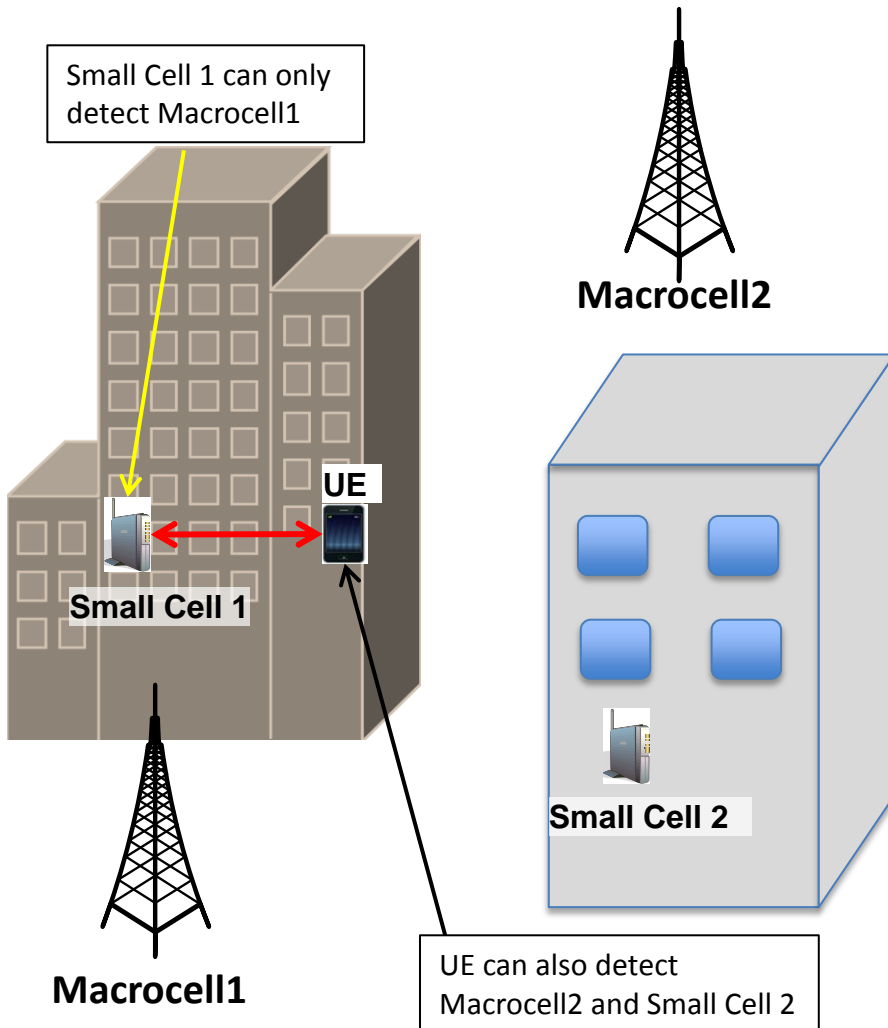 Small Cell 1 can only
detect Macrocell1
Macrocell2
UE
Small Cell 1
Small Cell 2
Macrocell1
UE can also detect
Macrocell2 and Small Cell 2